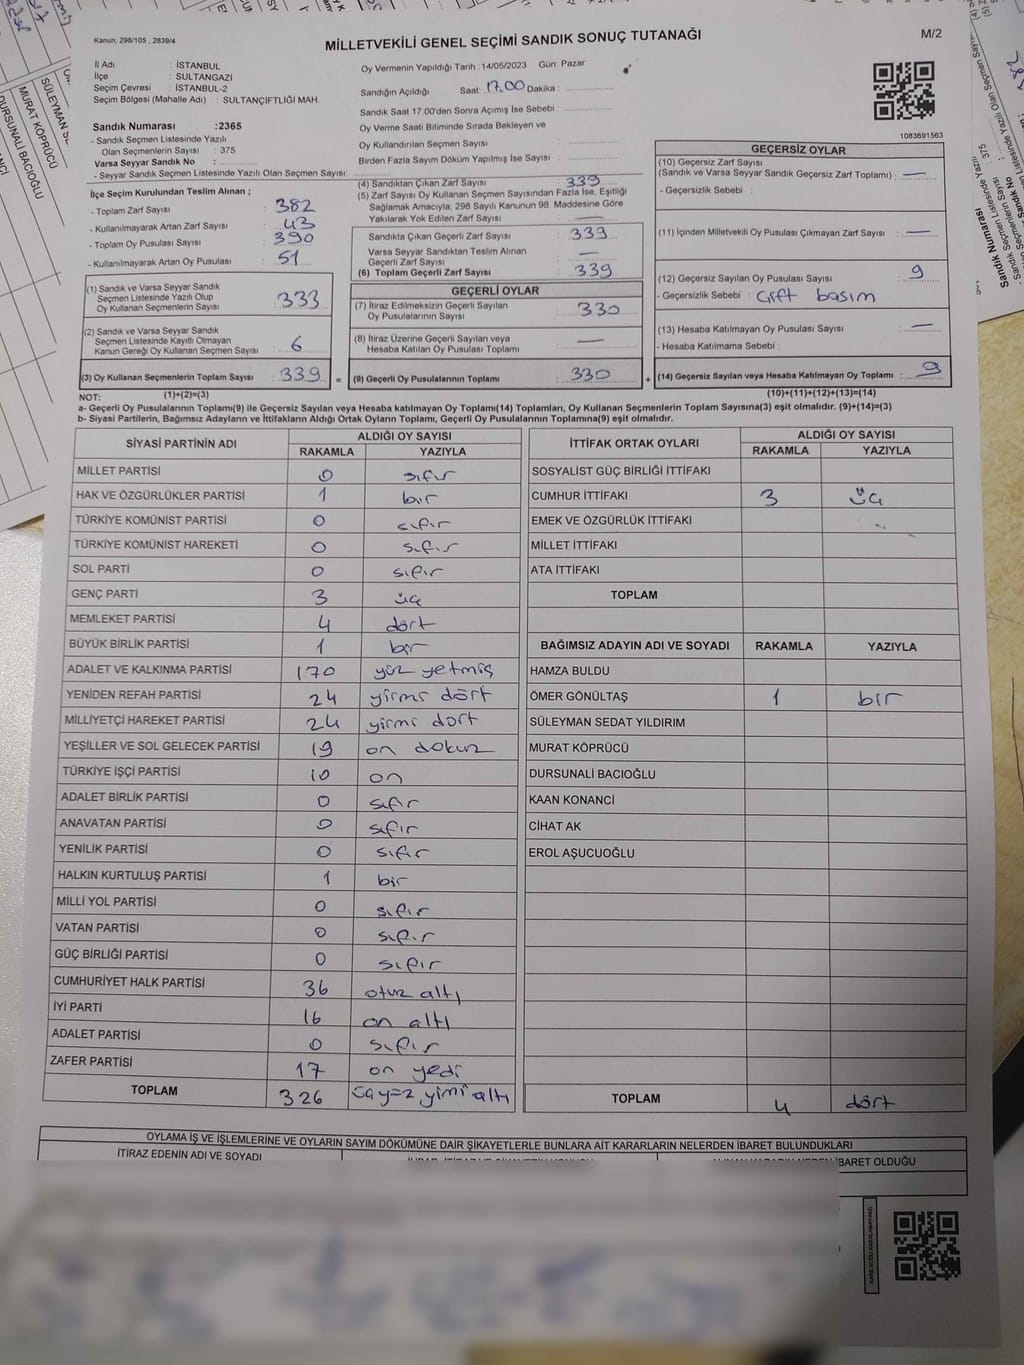 Kanun: 298/105 , 2839/4
MİLLETVEKİLİ GENEL SEÇİMİ SANDIK SONUÇ TUTANAĞI
M/2
İl Adı : İSTANBUL
İlçe : SULTANGAZİ
Seçim Çevresi : İSTANBUL-2
Seçim Bölgesi (Mahalle Adı) : SULTANÇİFTLİĞİ MAH.
Sandık Numarası :2365
- Sandık Seçmen Listesinde Yazılı
Olan Seçmenlerin Sayısı : 375
Varsa Seyyar Sandık No :
- Seyyar Sandık Seçmen Listesinde Yazılı Olan Seçmen Sayısı:
Oy Vermenin Yapıldığı Tarih : 14/05/2023 Gün: Pazar
Sandığın Açıldığı Saat: 17.00 Dakika :
Sandık Saat 17:00'den Sonra Açımış İse Sebebi :
Oy Verme Saati Bitiminde Sırada Bekleyen ve
Oy Kullandırılan Seçmen Sayısı :
Birden Fazla Sayım Döküm Yapılmış İse Sayısı :
1083691563
İlçe Seçim Kurulundan Teslim Alınan ;
- Toplam Zarf Sayısı : 382
- Kullanılmayarak Artan Zarf Sayısı : 43
- Toplam Oy Pusulası Sayısı : 390
- Kullanılmayarak Artan Oy Pusulası : 51
(1) Sandık ve Varsa Seyyar Sandık
Seçmen Listesinde Yazılı Olup
Oy Kullanan Seçmenlerin Sayısı : 333
(2) Sandık ve Varsa Seyyar Sandık
Seçmen Listesinde Kayıtlı Olmayan
Kanun Gereği Oy Kullanan Seçmen Sayısı : 6
(3) Oy Kullanan Seçmenlerin Toplam Sayısı : 339
(4) Sandıktan Çıkan Zarf Sayısı : 339
(5) Zarf Sayısı Oy Kullanan Seçmen Sayısından Fazla İse, Eşitliği
Sağlamak Amacıyla, 298 Sayılı Kanunun 98. Maddesine Göre
Yakılarak Yok Edilen Zarf Sayısı : —
Sandıkta Çıkan Geçerli Zarf Sayısı : 339
Varsa Seyyar Sandıktan Teslim Alınan
Geçerli Zarf Sayısı : —
(6) Toplam Geçerli Zarf Sayısı : 339
GEÇERLİ OYLAR
(7) İtiraz Edilmeksizin Geçerli Sayılan
Oy Pusulalarının Sayısı : 330
(8) İtiraz Üzerine Geçerli Sayılan veya
Hesaba Katılan Oy Pusulası Toplamı : —
= (9) Geçerli Oy Pusulalarının Toplamı : 330
GEÇERSİZ OYLAR
(10) Geçersiz Zarf Sayısı
(Sandık ve Varsa Seyyar Sandık Geçersiz Zarf Toplamı) : —
- Geçersizlik Sebebi :
(11) İçinden Milletvekili Oy Pusulası Çıkmayan Zarf Sayısı : —
(12) Geçersiz Sayılan Oy Pusulası Sayısı : 9
- Geçersizlik Sebebi : Çift basım
(13) Hesaba Katılmayan Oy Pusulası Sayısı : —
- Hesaba Katılmama Sebebi :
+ (14) Geçersiz Sayılan veya Hesaba Katılmayan Oy Toplamı : 9
NOT: (1)+(2)=(3)
(10)+(11)+(12)+(13)=(14)
a- Geçerli Oy Pusulalarının Toplamı(9) ile Geçersiz Sayılan veya Hesaba katılmayan Oy Toplamı(14) Toplamları, Oy Kullanan Seçmenlerin Toplam Sayısına(3) eşit olmalıdır. (9)+(14)=(3)
b- Siyasi Partilerin, Bağımsız Adayların ve İttifakların Aldığı Ortak Oyların Toplamı, Geçerli Oy Pusulalarının Toplamına(9) eşit olmalıdır.
SİYASİ PARTİNİN ADI ALDIĞI OY SAYISI
RAKAMLA YAZIYLA
MİLLET PARTİSİ 0 sıfır
HAK VE ÖZGÜRLÜKLER PARTİSİ 1 bir
TÜRKİYE KOMÜNİST PARTİSİ 0 sıfır
TÜRKİYE KOMÜNİST HAREKETİ 0 sıfır
SOL PARTİ 0 sıfır
GENÇ PARTİ 3 üç
MEMLEKET PARTİSİ 4 dört
BÜYÜK BİRLİK PARTİSİ 1 bir
ADALET VE KALKINMA PARTİSİ 170 yüz yetmiş
YENİDEN REFAH PARTİSİ 24 yirmi dört
MİLLİYETÇİ HAREKET PARTİSİ 24 yirmi dört
YEŞİLLER VE SOL GELECEK PARTİSİ 19 on dokuz
TÜRKİYE İŞÇİ PARTİSİ 10 on
ADALET BİRLİK PARTİSİ 0 sıfır
ANAVATAN PARTİSİ 0 sıfır
YENİLİK PARTİSİ 0 sıfır
HALKIN KURTULUŞ PARTİSİ 1 bir
MİLLİ YOL PARTİSİ 0 sıfır
VATAN PARTİSİ 0 sıfır
GÜÇ BİRLİĞİ PARTİSİ 0 sıfır
CUMHURİYET HALK PARTİSİ 36 otuz altı
İYİ PARTİ 16 on altı
ADALET PARTİSİ 0 sıfır
ZAFER PARTİSİ 17 on yedi
TOPLAM 326 yimi altı
İTTİFAK ORTAK OYLARI ALDIĞI OY SAYISI
RAKAMLA YAZIYLA
SOSYALİST GÜÇ BİRLİĞİ İTTİFAKI
CUMHUR İTTİFAKI 3 üç
EMEK VE ÖZGÜRLÜK İTTİFAKI
MİLLET İTTİFAKI
ATA İTTİFAKI
TOPLAM
BAĞIMSIZ ADAYIN ADI VE SOYADI RAKAMLA YAZIYLA
HAMZA BULDU
ÖMER GÖNÜLTAŞ 1 bir
SÜLEYMAN SEDAT YILDIRIM
MURAT KÖPRÜCÜ
DURSUNALİ BACIOĞLU
KAAN KONANCİ
CİHAT AK
EROL AŞUCUOĞLU
TOPLAM 4 dört
OYLAMA İŞ VE İŞLEMLERİNE VE OYLARIN SAYIM DÖKÜMÜNE DAİR ŞİKAYETLERLE BUNLARA AİT KARARLARIN NELERDEN İBARET BULUNDUKLARI
İTİRAZ EDENİN ADI VE SOYADI
İBARET OLDUĞU